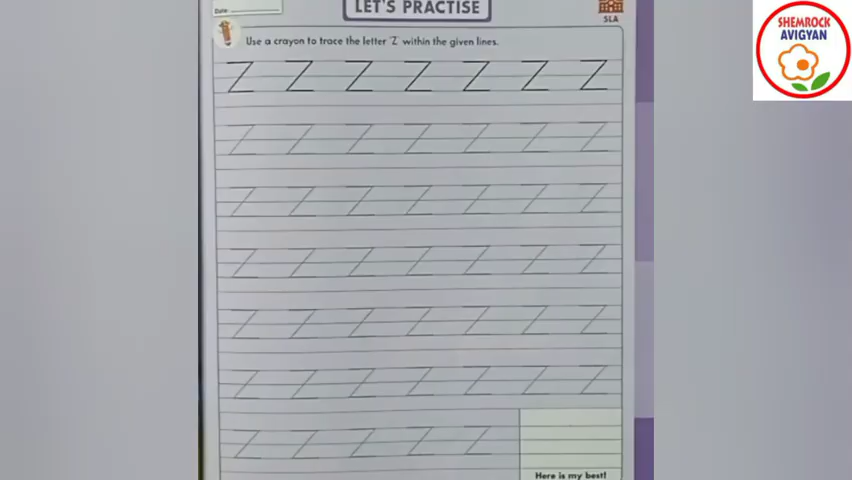 Date:
LET'S PRACTISE
SLA
SHEMROCK
AVIGYAN
Use a crayon to trace the letter 'Z' within the given lines.
Z Z Z Z Z Z Z
Z Z Z Z Z Z Z
Z Z Z Z Z Z Z
Z Z Z Z Z Z Z
Z Z Z Z Z Z Z
Z Z Z Z Z Z Z
Z Z Z Z Z
Here is my best!